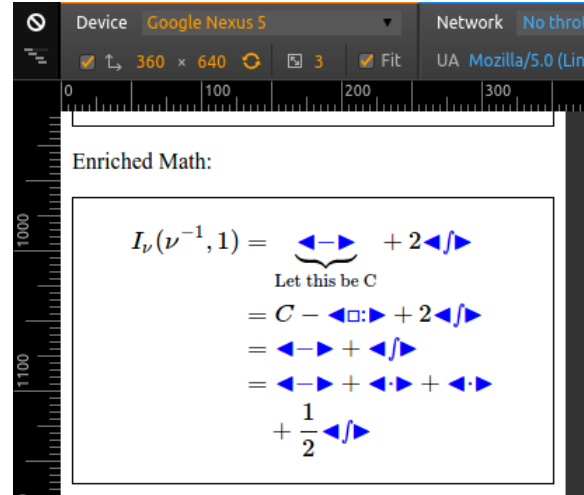 Device Google Nexus 5 ▼ Network No thro
360 × 640 3 Fit UA Mozilla/5.0 (Lin
0 100 200 300
Enriched Math:
1000
I_ν(ν⁻¹, 1) = ◄−► + 2◄∫►
Let this be C
= C − ◄□:► + 2◄∫►
= ◄−► + ◄∫►
1100
= ◄−► + ◄·► + ◄·►
+ 1/2 ◄∫►